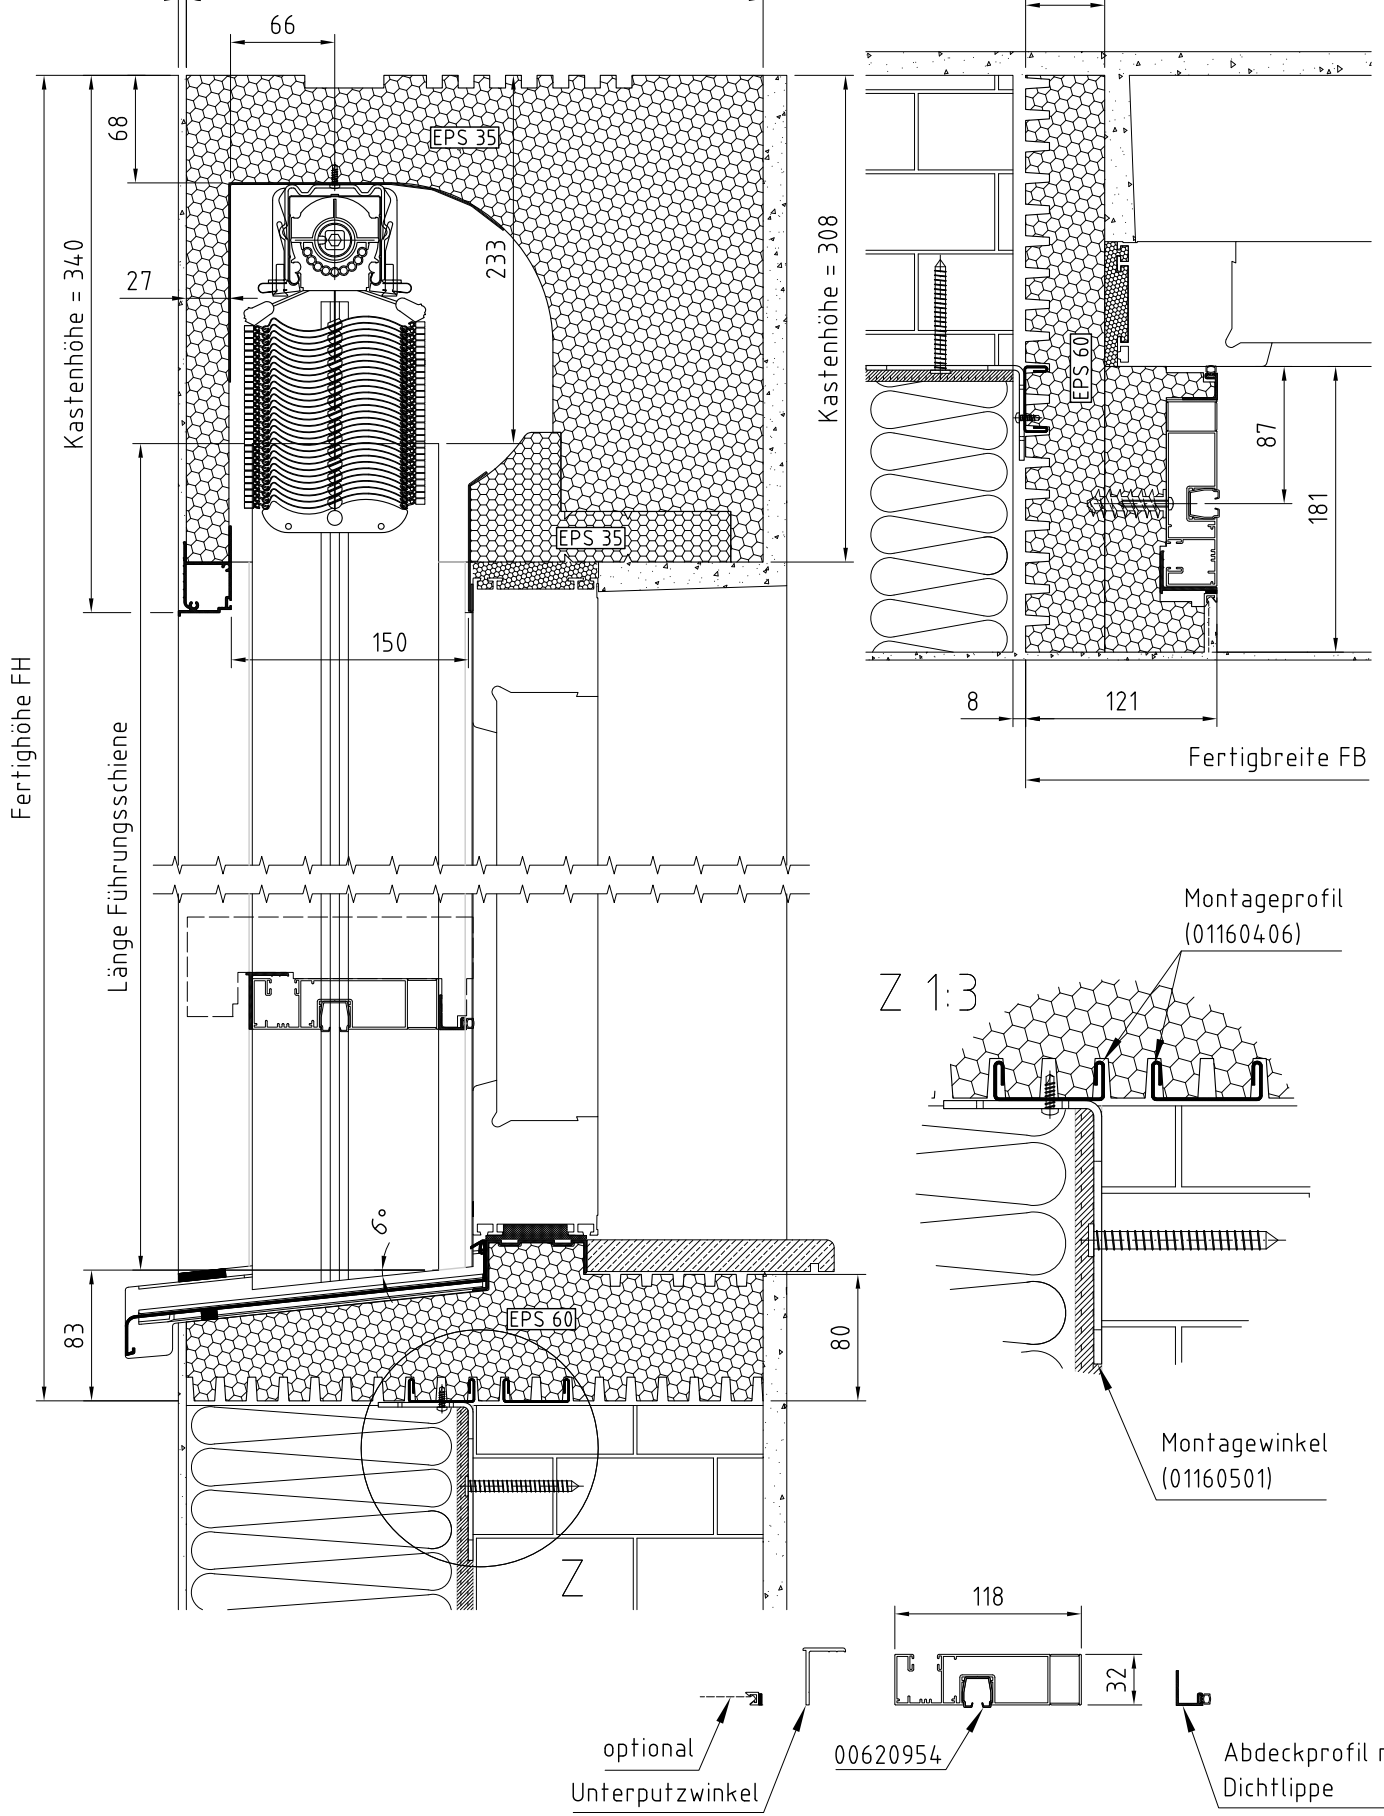 66
68
EPS 35
233
Kastenhöhe = 340
27
Kastenhöhe = 308
EPS 60
87
181
EPS 35
150
8
121
Fertigbreite FB
Fertighöhe FH
Länge Führungsschiene
Montageprofil
(01160406)
Z 1:3
6°
83
EPS 60
80
Montagewinkel
(01160501)
Z
118
32
optional
Unterputzwinkel
00620954
Abdeckprofil
Dichtlippe